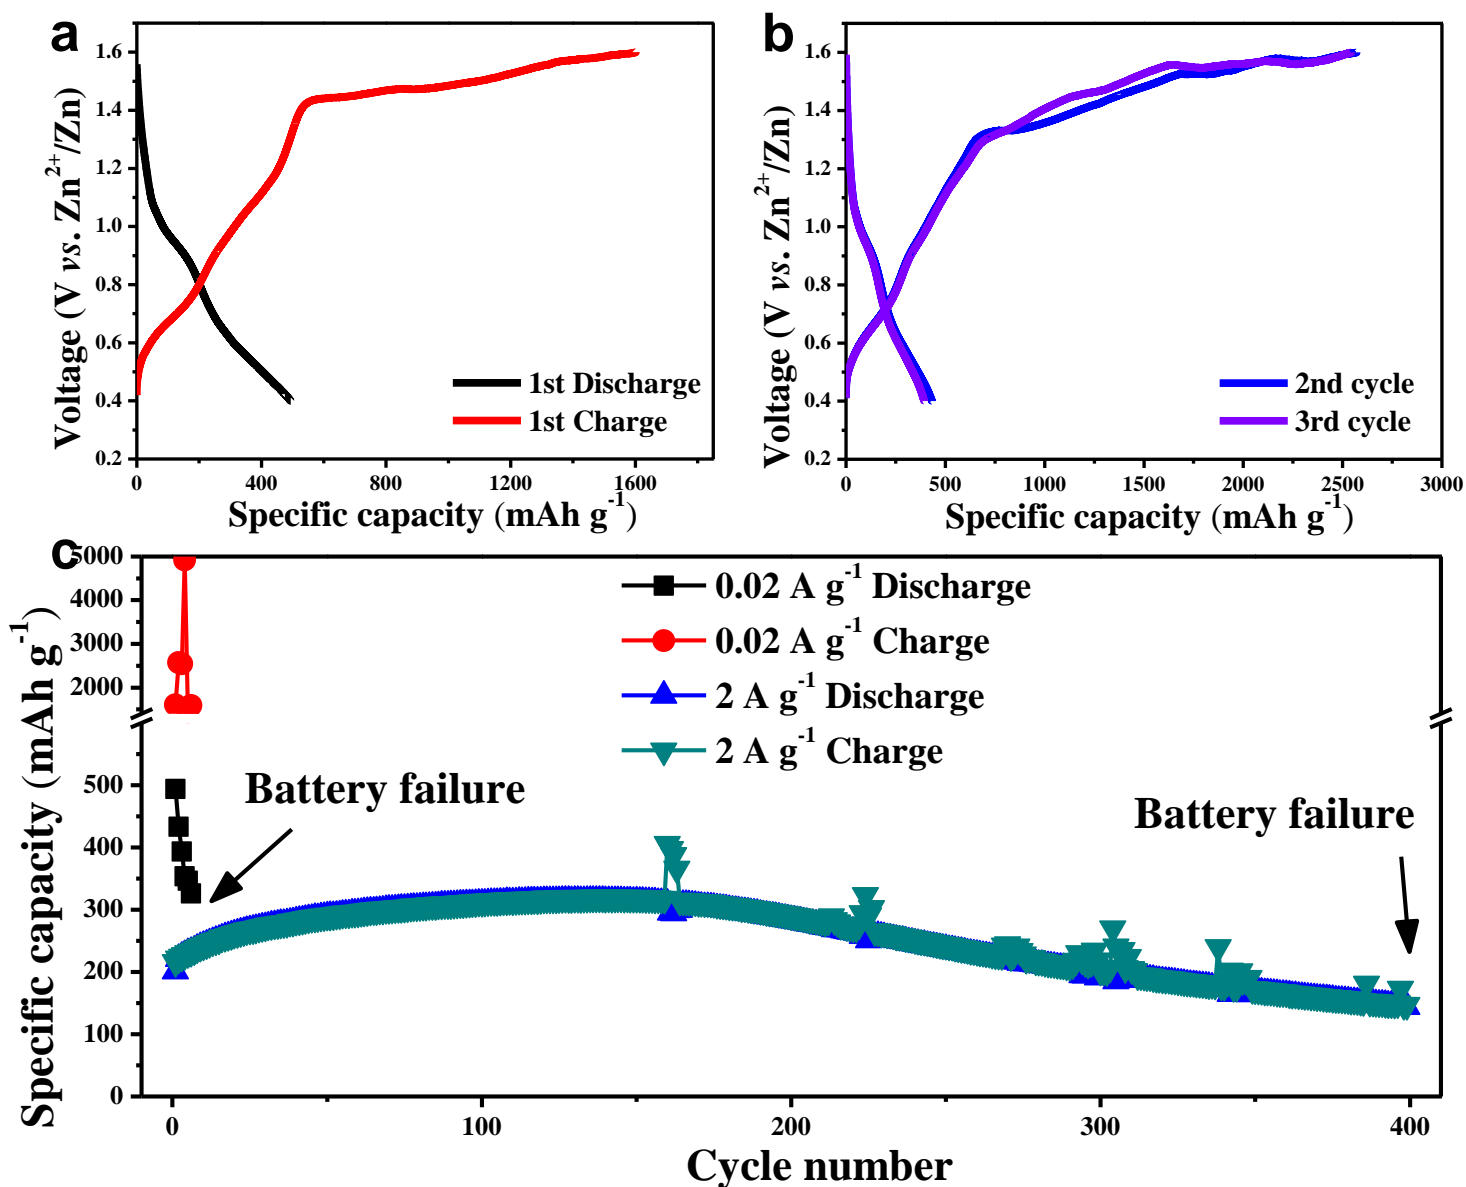 a
Voltage (V vs. Zn²⁺/Zn)
1.6
1.4
1.2
1.0
0.8
0.6
0.4
0.2
1st Discharge
1st Charge
0 400 800 1200 1600
Specific capacity (mAh g⁻¹)
b
Voltage (V vs. Zn²⁺/Zn)
1.6
1.4
1.2
1.0
0.8
0.6
0.4
0.2
2nd cycle
3rd cycle
0 500 1000 1500 2000 2500 3000
Specific capacity (mAh g⁻¹)
c
Specific capacity (mAh g⁻¹)
5000
4000
3000
2000
500
400
300
200
100
0
0.02 A g⁻¹ Discharge
0.02 A g⁻¹ Charge
2 A g⁻¹ Discharge
2 A g⁻¹ Charge
Battery failure
Battery failure
0 100 200 300 400
Cycle number